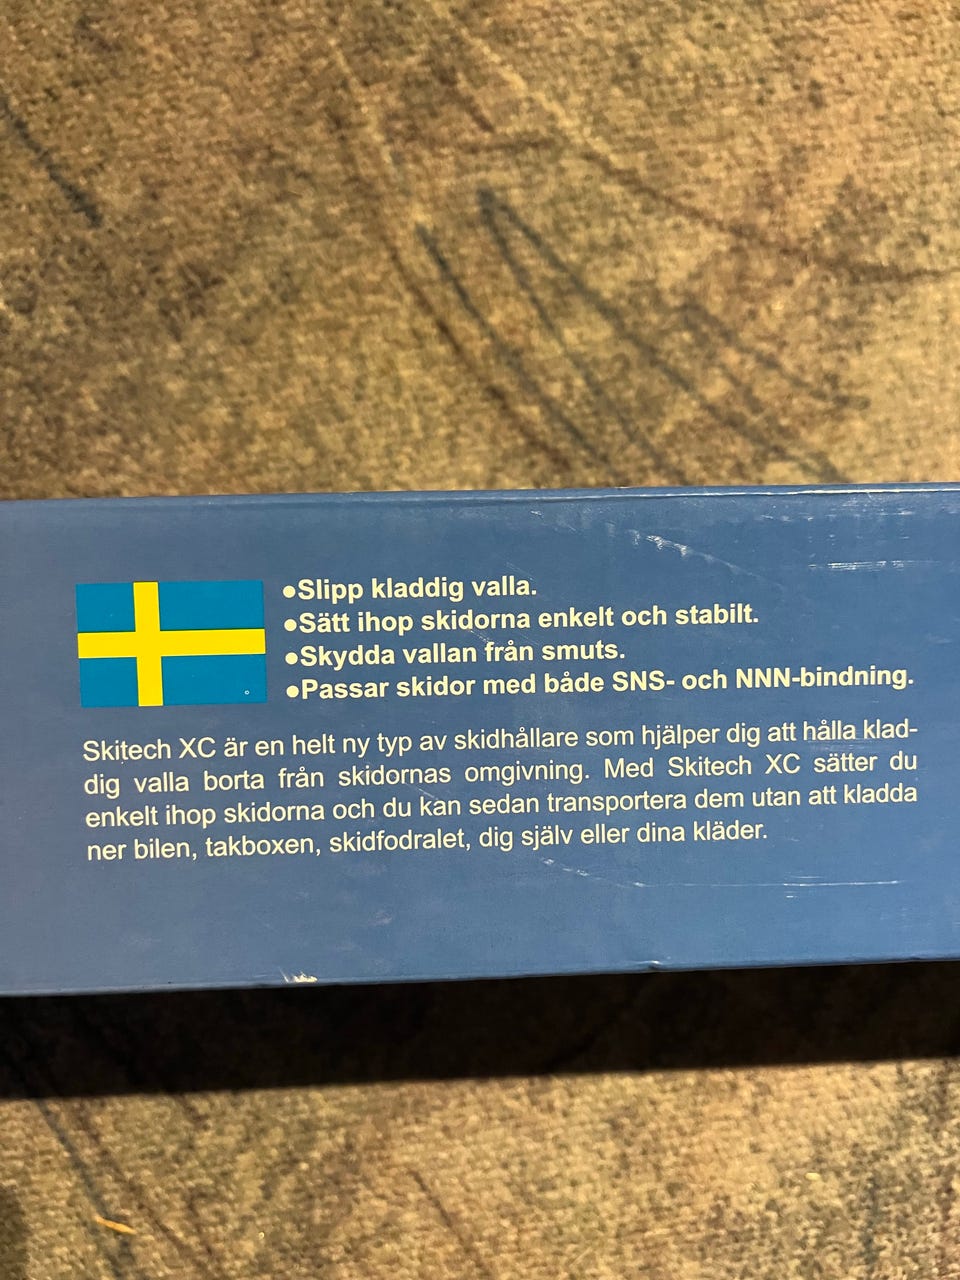 ●Slipp kladdig valla.
●Sätt ihop skidorna enkelt och stabilt.
●Skydda vallan från smuts.
●Passar skidor med både SNS- och NNN-bindning.
Skitech XC är en helt ny typ av skidhållare som hjälper dig att hålla klad-
dig valla borta från skidornas omgivning. Med Skitech XC sätter du
enkelt ihop skidorna och du kan sedan transportera dem utan att kladda
ner bilen, takboxen, skidfodralet, dig själv eller dina kläder.